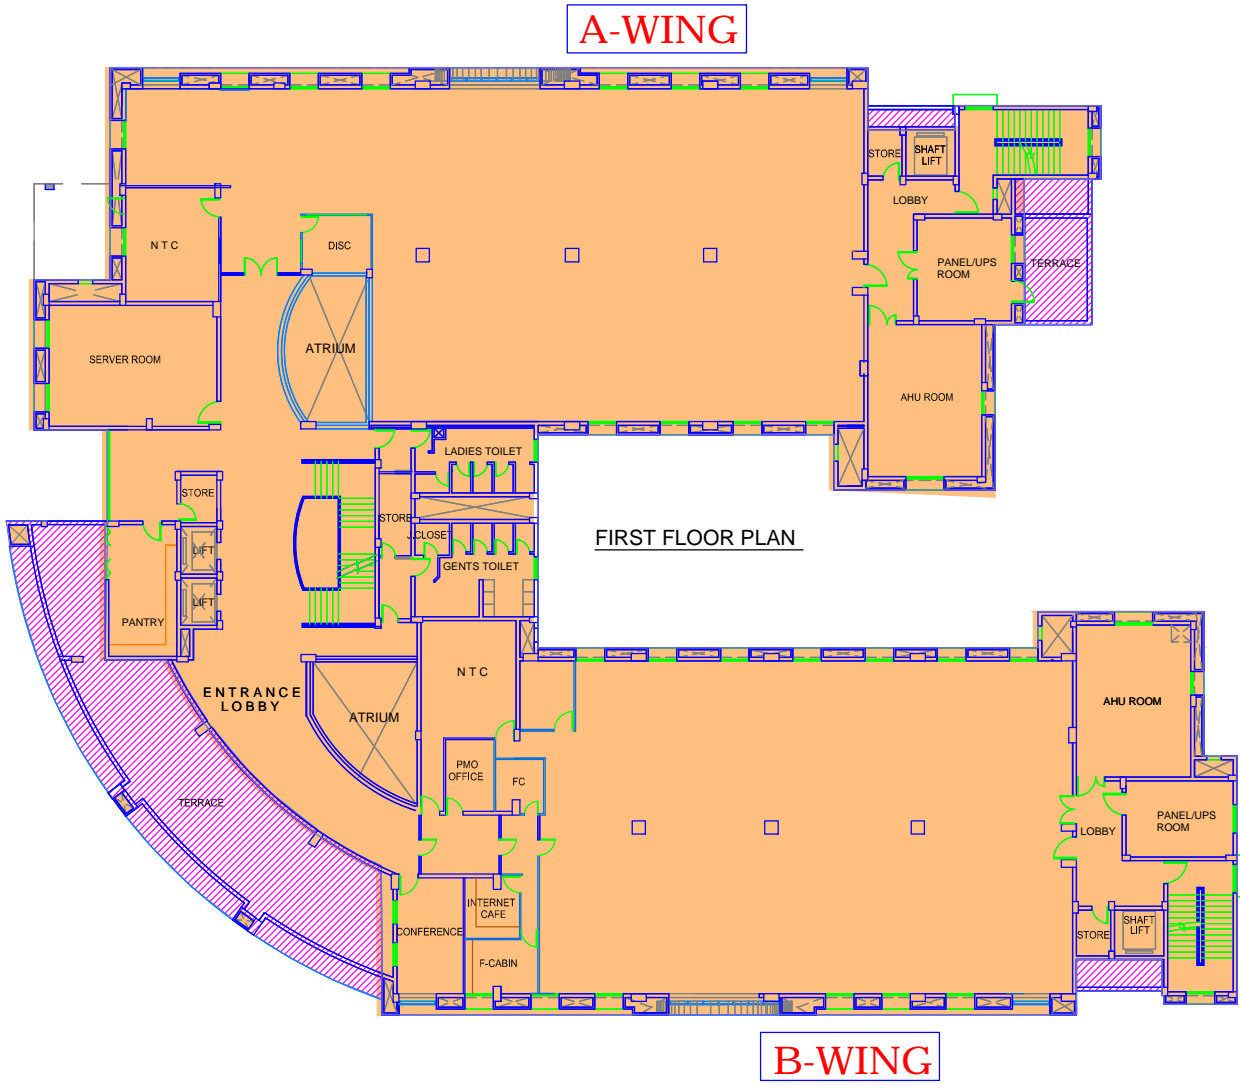 A-WING
STORE
SHAFT
LIFT
LOBBY
N T C
DISC
PANEL/UPS
ROOM
TERRACE
ATRIUM
SERVER ROOM
AHU ROOM
LADIES TOILET
STORE
STORE
J.CLOSET
FIRST FLOOR PLAN
LIFT
GENTS TOILET
LIFT
PANTRY
N T C
ENTRANCE
LOBBY
ATRIUM
AHU ROOM
PMO
OFFICE
FC
TERRACE
PANEL/UPS
ROOM
LOBBY
INTERNET
CAFE
CONFERENCE
SHAFT
LIFT
STORE
F-CABIN
B-WING